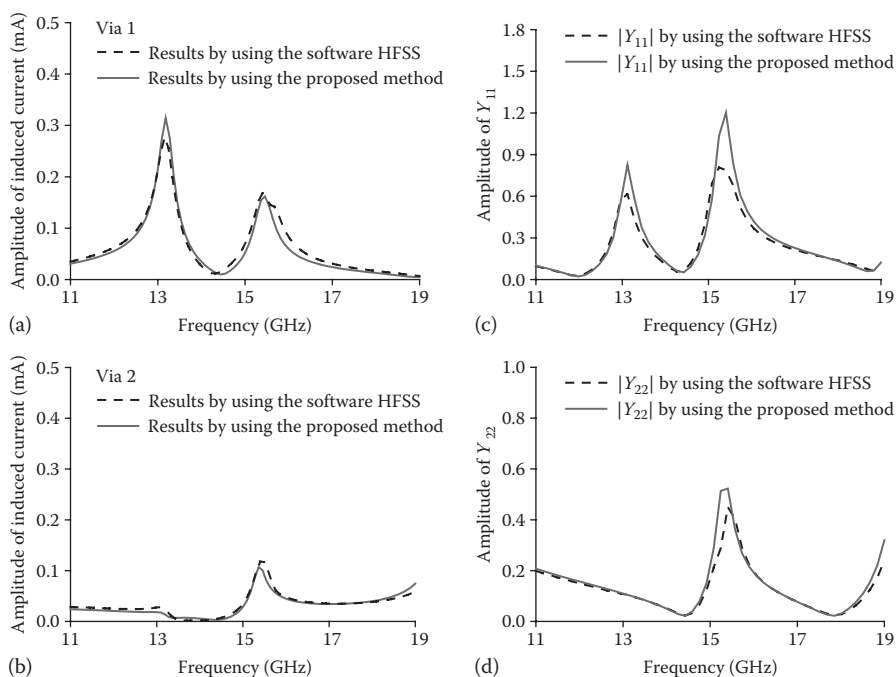 Amplitude of induced current (mA)
0.5
0.4
0.3
0.2
0.1
0.0
Via 1
Results by using the software HFSS
Results by using the proposed method
11
13
15
17
19
Frequency (GHz)
(a)
Amplitude of Y11
1.8
1.5
1.2
0.9
0.6
0.3
0.0
|Y11| by using the software HFSS
|Y11| by using the proposed method
11
13
15
17
19
Frequency (GHz)
(c)
Amplitude of induced current (mA)
0.5
0.4
0.3
0.2
0.1
0.0
Via 2
Results by using the software HFSS
Results by using the proposed method
11
13
15
17
19
Frequency (GHz)
(b)
Amplitude of Y22
1.0
0.8
0.6
0.4
0.2
0.0
|Y22| by using the software HFSS
|Y22| by using the proposed method
11
13
15
17
19
Frequency (GHz)
(d)